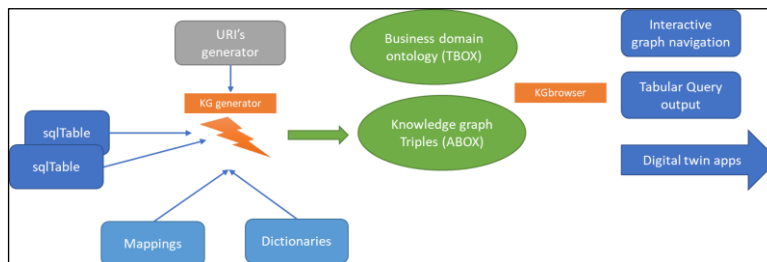 URI's
generator
KG generator
sqlTable
sqlTable
Mappings
Dictionaries
Business domain
ontology (TBOX)
Knowledge graph
Triples (ABOX)
KGbrowser
Interactive
graph navigation
Tabular Query
output
Digital twin apps